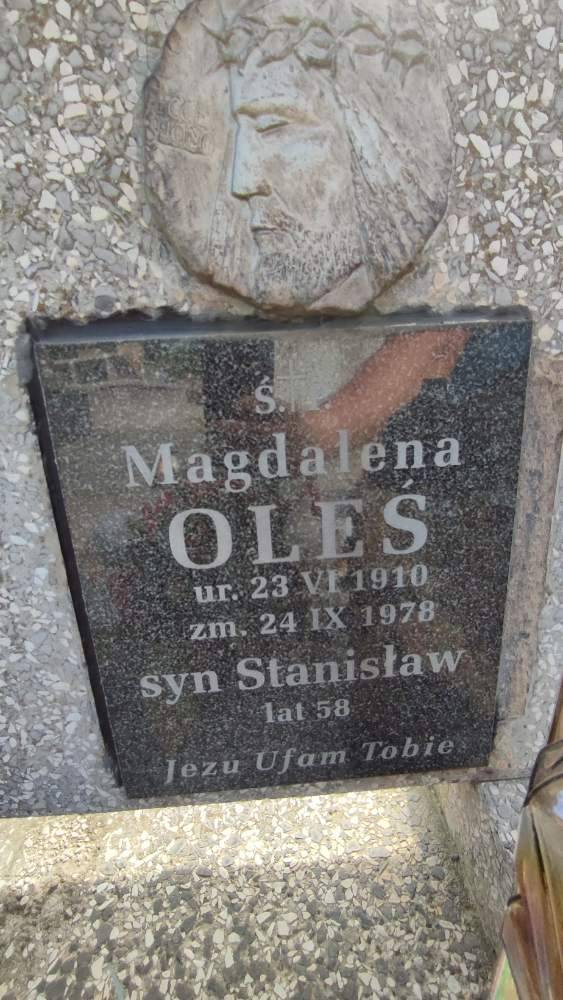 Ś.
Magdalena
OLEŚ
ur. 23 VI 1910
zm. 24 IX 1978
syn Stanisław
lat 58
Jezu Ufam Tobie